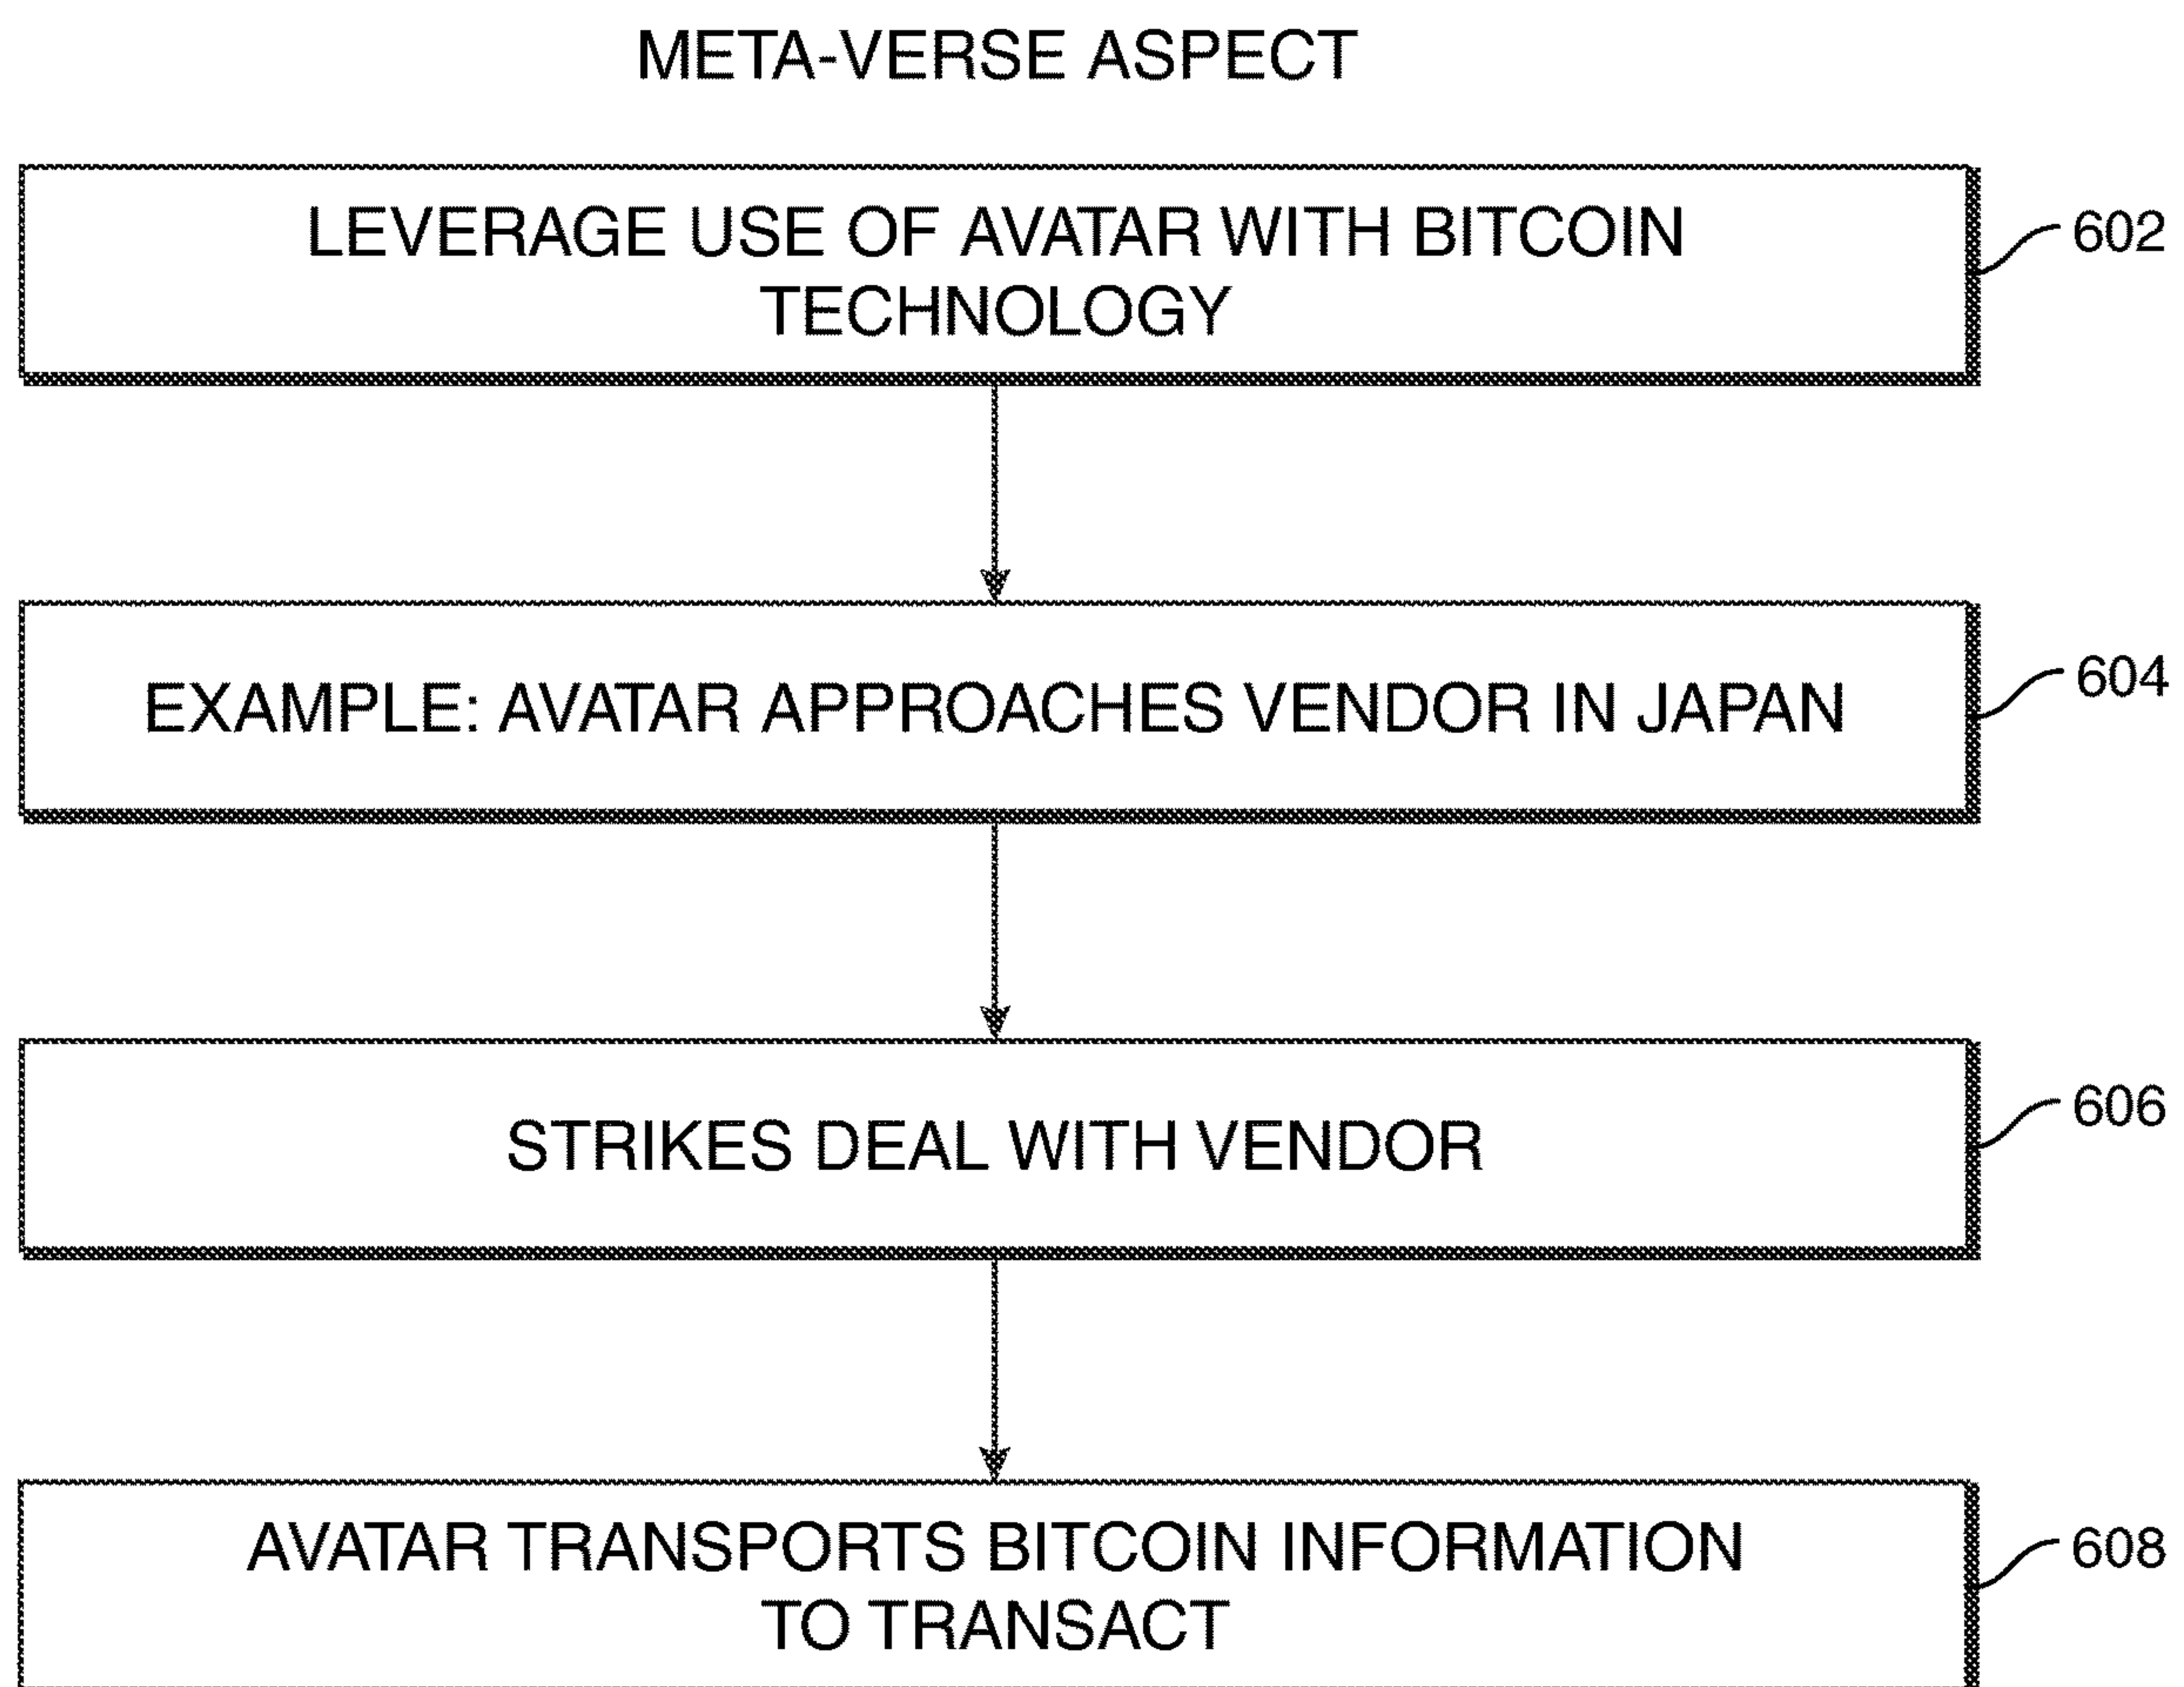 META-VERSE ASPECT
LEVERAGE USE OF AVATAR WITH BITCOIN
TECHNOLOGY
602
EXAMPLE: AVATAR APPROACHES VENDOR IN JAPAN
604
STRIKES DEAL WITH VENDOR
606
AVATAR TRANSPORTS BITCOIN INFORMATION
TO TRANSACT
608